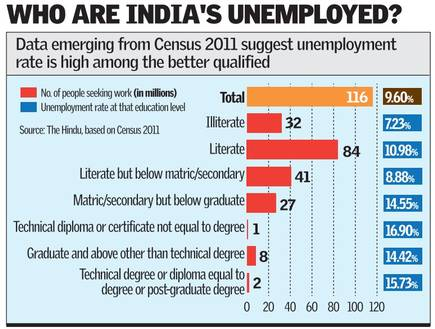 WHO ARE INDIA'S UNEMPLOYED?
Data emerging from Census 2011 suggest unemployment
rate is high among the better qualified
No. of people seeking work (in millions)
Unemployment rate at that education level
Source: The Hindu, based on Census 2011
Total 116 9.60%
Illiterate 32 7.23%
Literate 84 10.98%
Literate but below matric/secondary 41 8.88%
Matric/secondary but below graduate 27 14.55%
Technical diploma or certificate not equal to degree 1 16.90%
Graduate and above other than technical degree 8 14.42%
Technical degree or diploma equal to
degree or post-graduate degree 2 15.73%
0 20 40 60 80 100 120